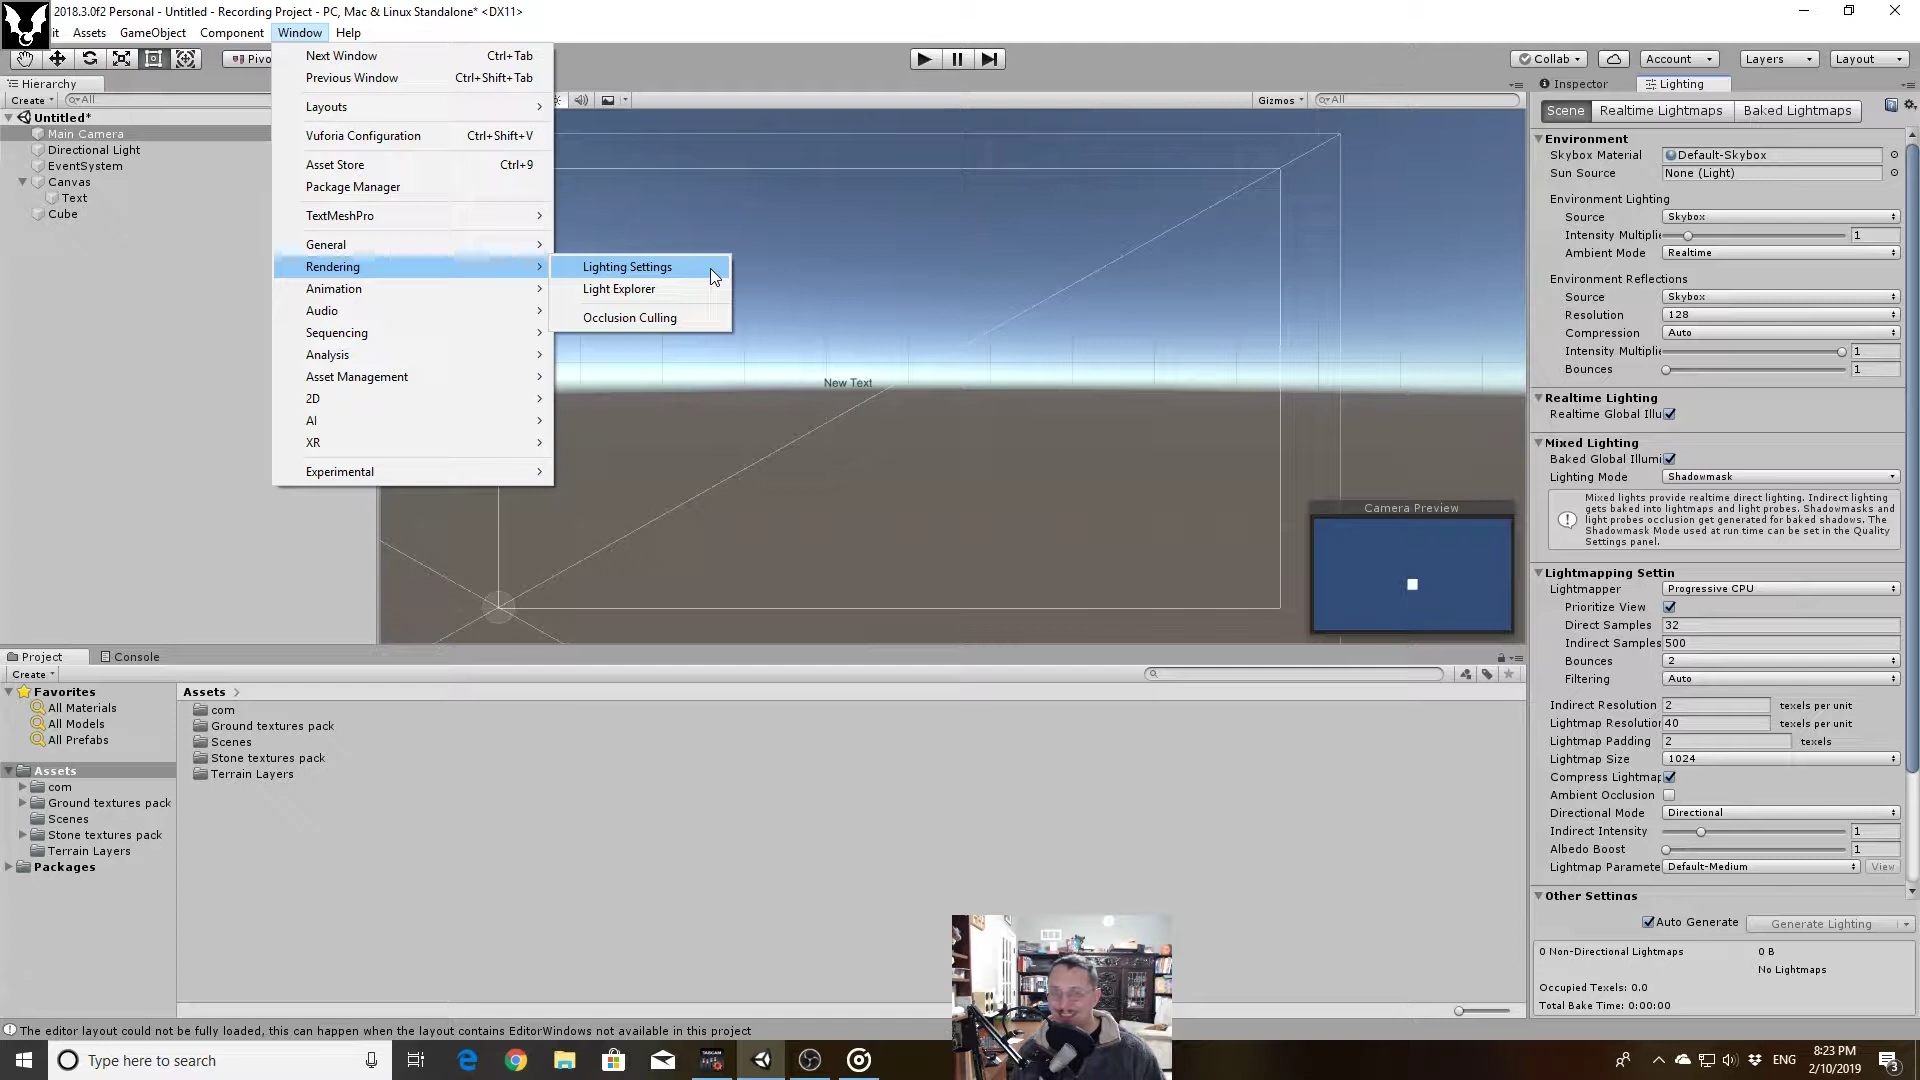 2018.3.0f2 Personal - Untitled - Recording Project - PC, Mac & Linux Standalone* <DX11>
it Assets GameObject Component Window Help
Pivo
Collab Account Layers Layout
Next Window Ctrl+Tab
Previous Window Ctrl+Shift+Tab
Layouts
Vuforia Configuration Ctrl+Shift+V
Asset Store Ctrl+9
Package Manager
TextMeshPro
General
Rendering
Animation
Audio
Sequencing
Analysis
Asset Management
2D
AI
XR
Experimental
Lighting Settings
Light Explorer
Occlusion Culling
Hierarchy
Create All
Untitled*
Main Camera
Directional Light
EventSystem
Canvas
Text
Cube
Gizmos All
New Text
Camera Preview
Inspector Lighting
Scene Realtime Lightmaps Baked Lightmaps
Environment
Skybox Material Default-Skybox
Sun Source None (Light)
Environment Lighting
Source Skybox
Intensity Multipli 1
Ambient Mode Realtime
Environment Reflections
Source Skybox
Resolution 128
Compression Auto
Intensity Multipli 1
Bounces 1
Realtime Lighting
Realtime Global Illu
Mixed Lighting
Baked Global Illumi
Lighting Mode Shadowmask
Mixed lights provide realtime direct lighting. Indirect lighting
gets baked into lightmaps and light probes. Shadowmasks and
light probes occlusion get generated for baked shadows. The
Shadowmask Mode used at run time can be set in the Quality
Settings panel.
Lightmapping Settin
Lightmapper Progressive CPU
Prioritize View
Direct Samples 32
Indirect Samples 500
Bounces 2
Filtering Auto
Indirect Resolution 2 texels per unit
Lightmap Resolution 40 texels per unit
Lightmap Padding 2 texels
Lightmap Size 1024
Compress Lightmap
Ambient Occlusion
Directional Mode Directional
Indirect Intensity 1
Albedo Boost 1
Lightmap Paramete Default-Medium View
Other Settings
Auto Generate Generate Lighting
0 Non-Directional Lightmaps 0 B
No Lightmaps
Occupied Texels: 0.0
Total Bake Time: 0:00:00
Project Console
Create
Favorites
All Materials
All Models
All Prefabs
Assets
com
Ground textures pack
Scenes
Stone textures pack
Terrain Layers
Packages
Assets
com
Ground textures pack
Scenes
Stone textures pack
Terrain Layers
The editor layout could not be fully loaded, this can happen when the layout contains EditorWindows not available in this project
Type here to search
ENG
8:23 PM
2/10/2019
3